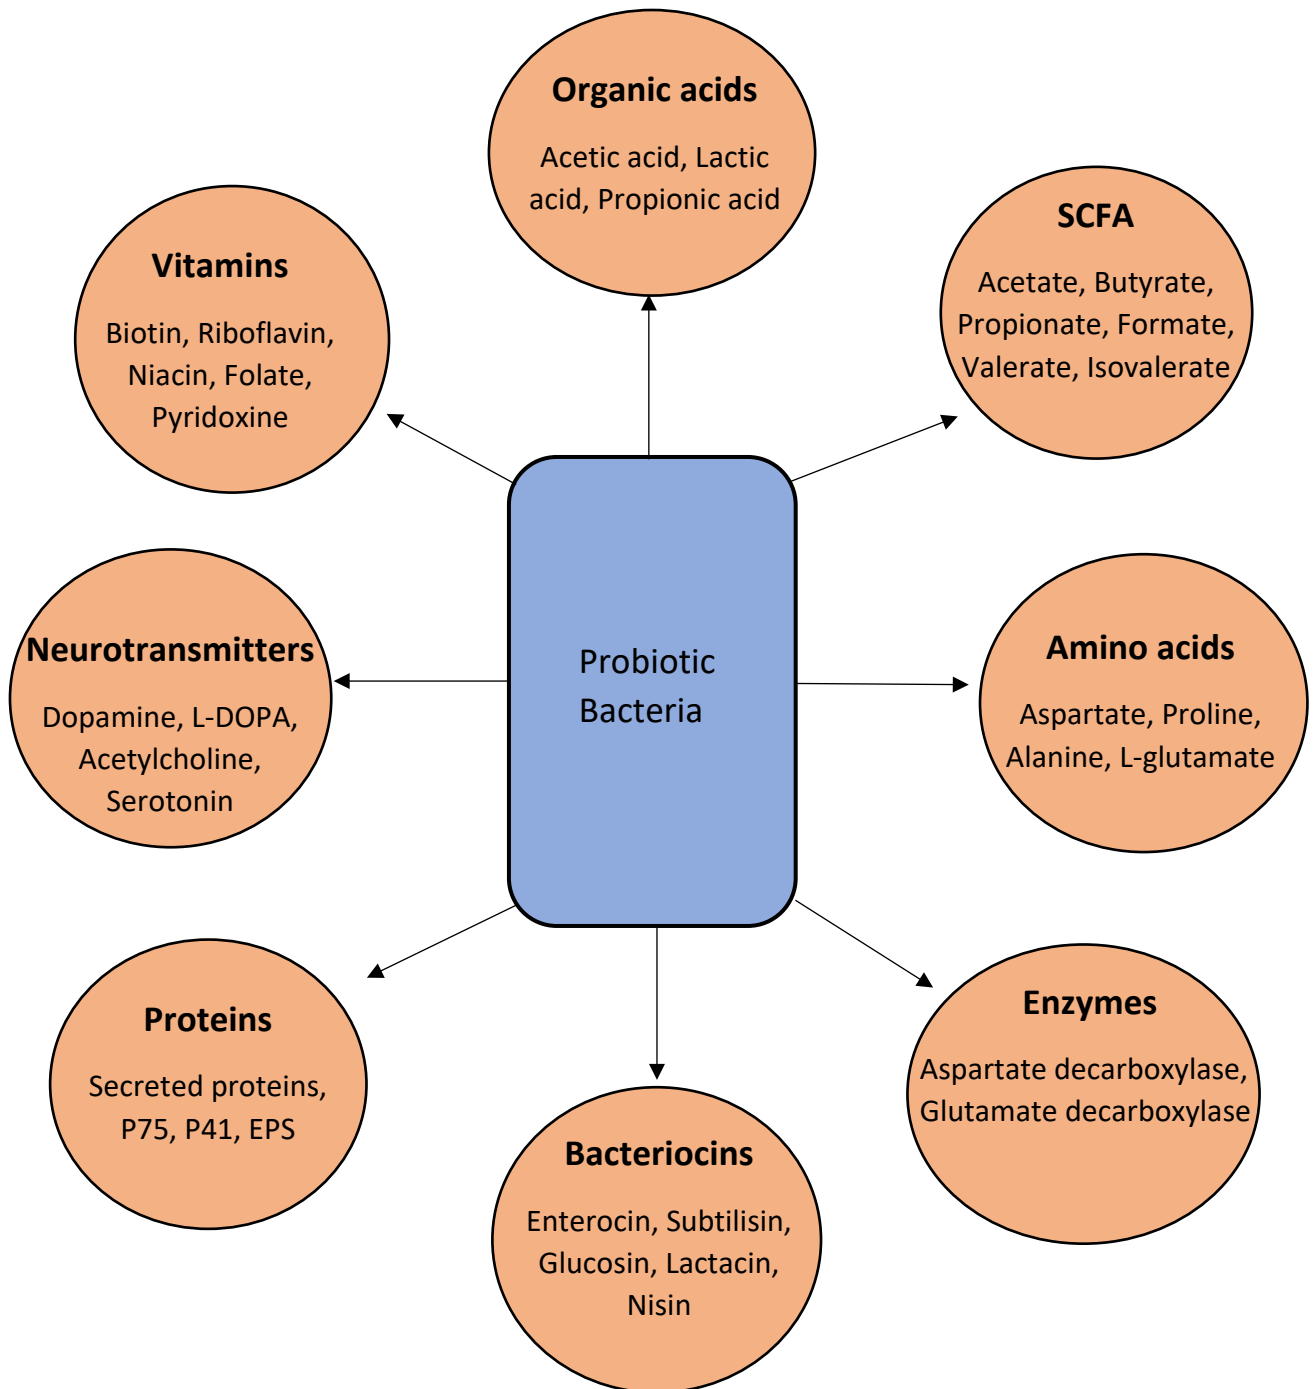 Organic acids
Acetic acid, Lactic
acid, Propionic acid
SCFA
Acetate, Butyrate,
Propionate, Formate,
Valerate, Isovalerate
Vitamins
Biotin, Riboflavin,
Niacin, Folate,
Pyridoxine
Neurotransmitters
Dopamine, L-DOPA,
Acetylcholine,
Serotonin
Probiotic
Bacteria
Amino acids
Aspartate, Proline,
Alanine, L-glutamate
Proteins
Secreted proteins,
P75, P41, EPS
Bacteriocins
Enterocin, Subtilisin,
Glucosin, Lactacin,
Nisin
Enzymes
Aspartate decarboxylase,
Glutamate decarboxylase